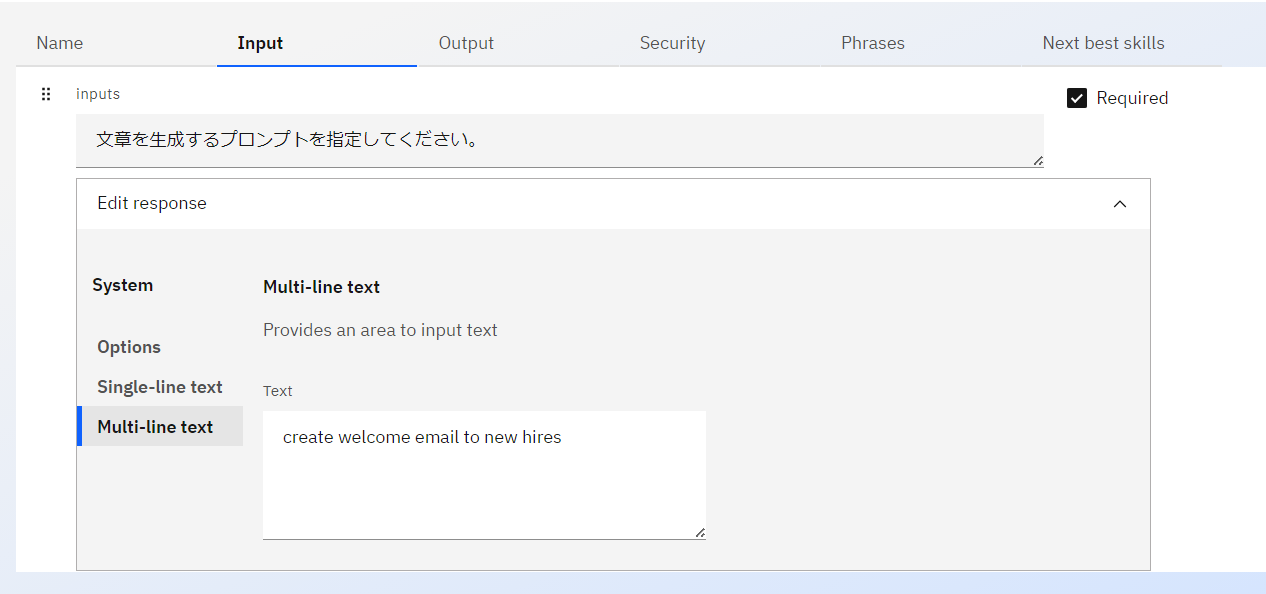 Name Input Output Security Phrases Next best skills
inputs
Required
文章を生成するプロンプトを指定してください。
Edit response
System
Multi-line text
Provides an area to input text
Options
Single-line text
Text
Multi-line text
create welcome email to new hires